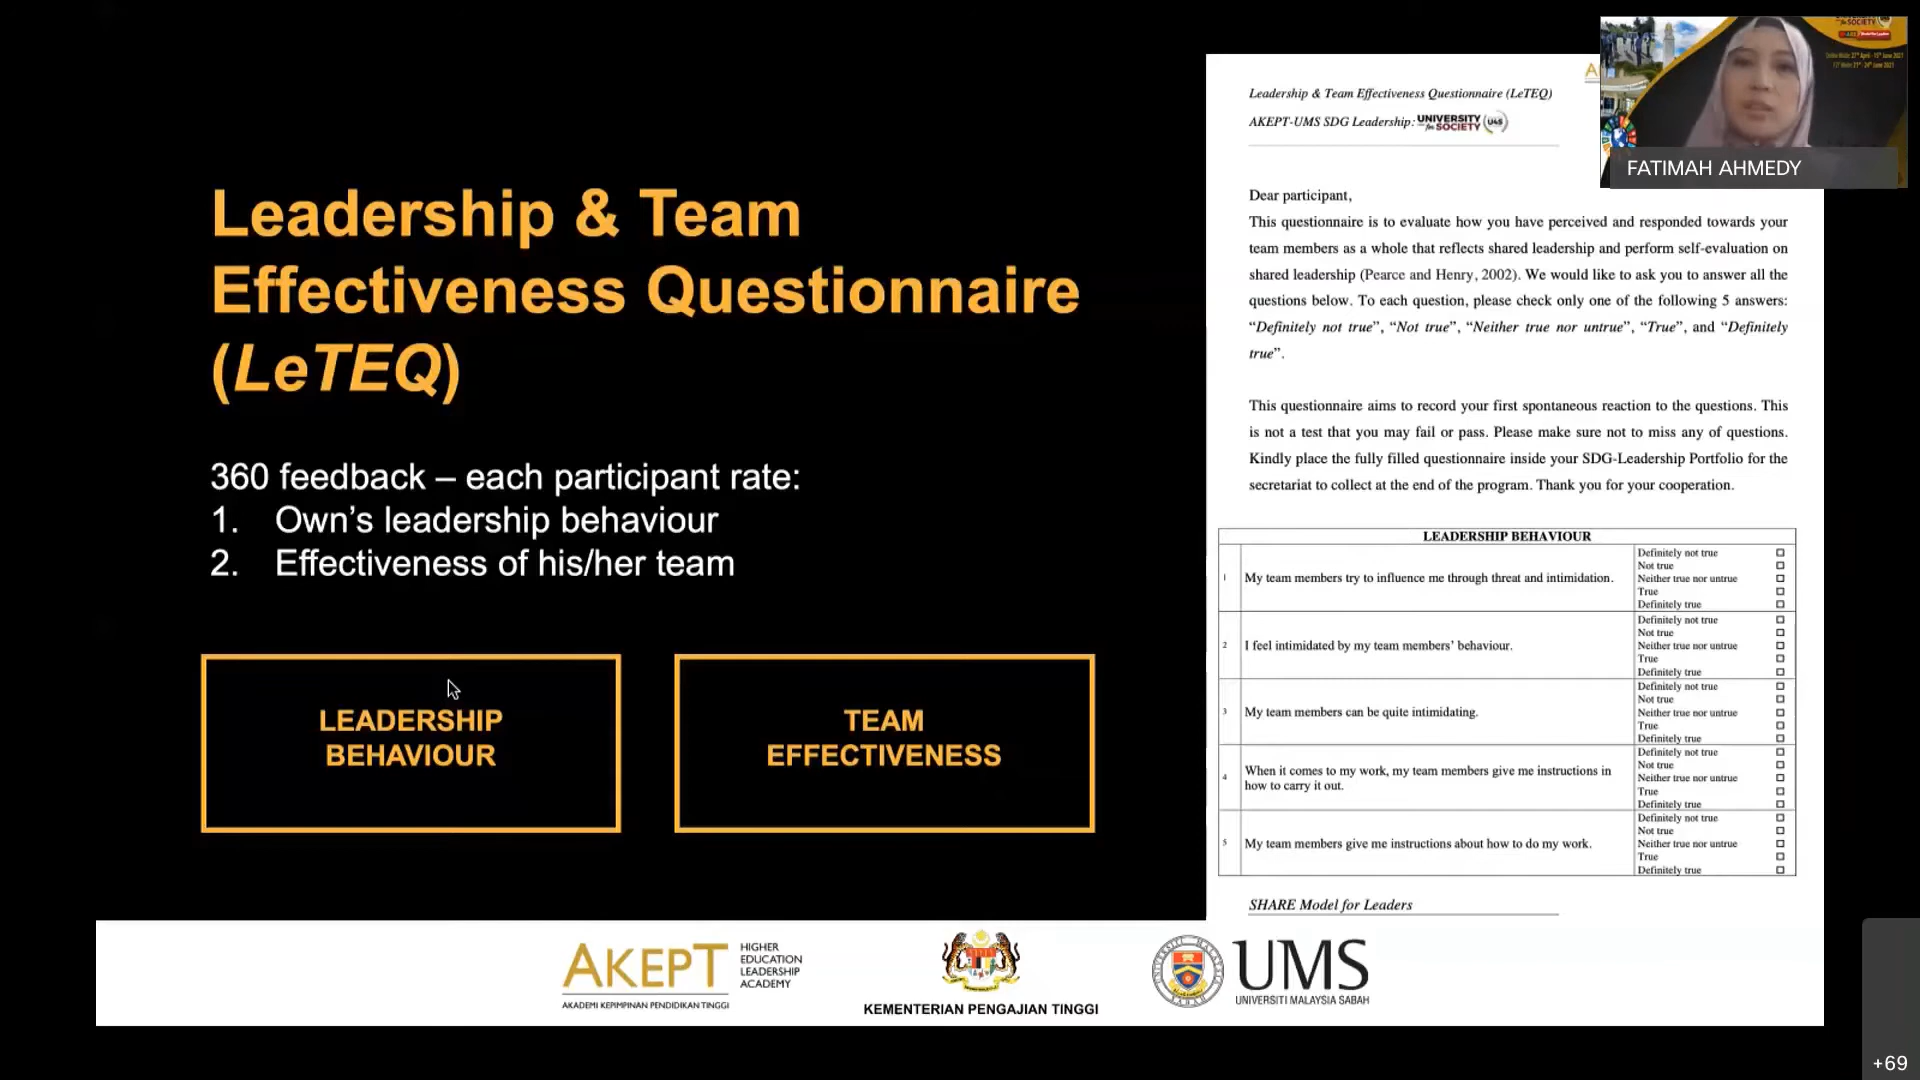 Leadership & Team
Effectiveness Questionnaire
(LeTEQ)
360 feedback – each participant rate:
1. Own’s leadership behaviour
2. Effectiveness of his/her team
LEADERSHIP
BEHAVIOUR
TEAM
EFFECTIVENESS
Leadership & Team Effectiveness Questionnaire (LeTEQ)
AKEPT-UMS SDG Leadership: UNIVERSITY for SOCIETY U4S
Dear participant,
This questionnaire is to evaluate how you have perceived and responded towards your
team members as a whole that reflects shared leadership and perform self-evaluation on
shared leadership (Pearce and Henry, 2002). We would like to ask you to answer all the
questions below. To each question, please check only one of the following 5 answers:
“Definitely not true”, “Not true”, “Neither true nor untrue”, “True”, and “Definitely
true”.
This questionnaire aims to record your first spontaneous reaction to the questions. This
is not a test that you may fail or pass. Please make sure not to miss any of questions.
Kindly place the fully filled questionnaire inside your SDG-Leadership Portfolio for the
secretariat to collect at the end of the program. Thank you for your cooperation.
LEADERSHIP BEHAVIOUR
1 My team members try to influence me through threat and intimidation.
Definitely not true
Not true
Neither true nor untrue
True
Definitely true
2 I feel intimidated by my team members’ behaviour.
Definitely not true
Not true
Neither true nor untrue
True
Definitely true
3 My team members can be quite intimidating.
Definitely not true
Not true
Neither true nor untrue
True
Definitely true
4 When it comes to my work, my team members give me instructions in
how to carry it out.
Definitely not true
Not true
Neither true nor untrue
True
Definitely true
5 My team members give me instructions about how to do my work.
Definitely not true
Not true
Neither true nor untrue
True
Definitely true
SHARE Model for Leaders
FATIMAH AHMEDY
AKEPT
HIGHER
EDUCATION
LEADERSHIP
ACADEMY
AKADEMI KEPIMPINAN PENDIDIKAN TINGGI
KEMENTERIAN PENGAJIAN TINGGI
UMS
UNIVERSITI MALAYSIA SABAH
+69